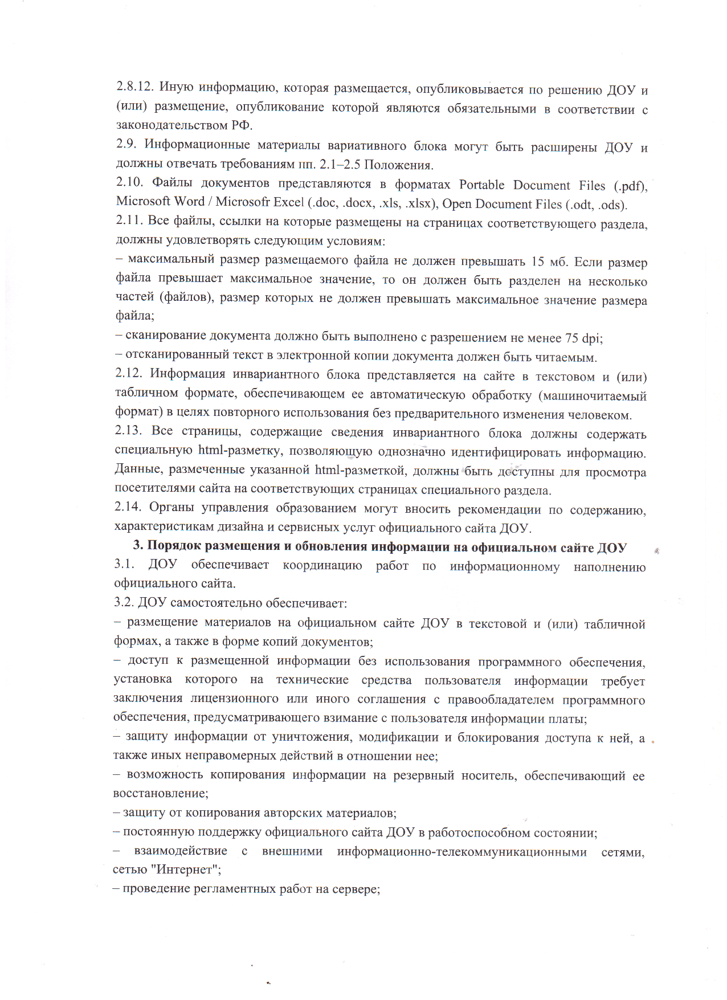 2.8.12. Иную информацию, которая размещается, опубликовывается по решению ДОУ и
(или) размещение, опубликование которой являются обязательными в соответствии с
законодательством РФ.
2.9. Информационные материалы вариативного блока могут быть расширены ДОУ и
должны отвечать требованиям пп. 2.1–2.5 Положения.
2.10. Файлы документов представляются в форматах Portable Document Files (.pdf),
Microsoft Word / Microsofr Excel (.doc, .docx, .xls, .xlsx), Open Document Files (.odt, .ods).
2.11. Все файлы, ссылки на которые размещены на страницах соответствующего раздела,
должны удовлетворять следующим условиям:
– максимальный размер размещаемого файла не должен превышать 15 мб. Если размер
файла превышает максимальное значение, то он должен быть разделен на несколько
частей (файлов), размер которых не должен превышать максимальное значение размера
файла;
– сканирование документа должно быть выполнено с разрешением не менее 75 dpi;
– отсканированный текст в электронной копии документа должен быть читаемым.
2.12. Информация инвариантного блока представляется на сайте в текстовом и (или)
табличном формате, обеспечивающем ее автоматическую обработку (машиночитаемый
формат) в целях повторного использования без предварительного изменения человеком.
2.13. Все страницы, содержащие сведения инвариантного блока должны содержать
специальную html-разметку, позволяющую однозначно идентифицировать информацию.
Данные, размеченные указанной html-разметкой, должны быть доступны для просмотра
посетителями сайта на соответствующих страницах специального раздела.
2.14. Органы управления образованием могут вносить рекомендации по содержанию,
характеристикам дизайна и сервисных услуг официального сайта ДОУ.
3. Порядок размещения и обновления информации на официальном сайте ДОУ
3.1. ДОУ обеспечивает координацию работ по информационному наполнению
официального сайта.
3.2. ДОУ самостоятельно обеспечивает:
– размещение материалов на официальном сайте ДОУ в текстовой и (или) табличной
формах, а также в форме копий документов;
– доступ к размещенной информации без использования программного обеспечения,
установка которого на технические средства пользователя информации требует
заключения лицензионного или иного соглашения с правообладателем программного
обеспечения, предусматривающего взимание с пользователя информации платы;
– защиту информации от уничтожения, модификации и блокирования доступа к ней, а
также иных неправомерных действий в отношении нее;
– возможность копирования информации на резервный носитель, обеспечивающий ее
восстановление;
– защиту от копирования авторских материалов;
– постоянную поддержку официального сайта ДОУ в работоспособном состоянии;
– взаимодействие с внешними информационно-телекоммуникационными сетями,
сетью "Интернет";
– проведение регламентных работ на сервере;